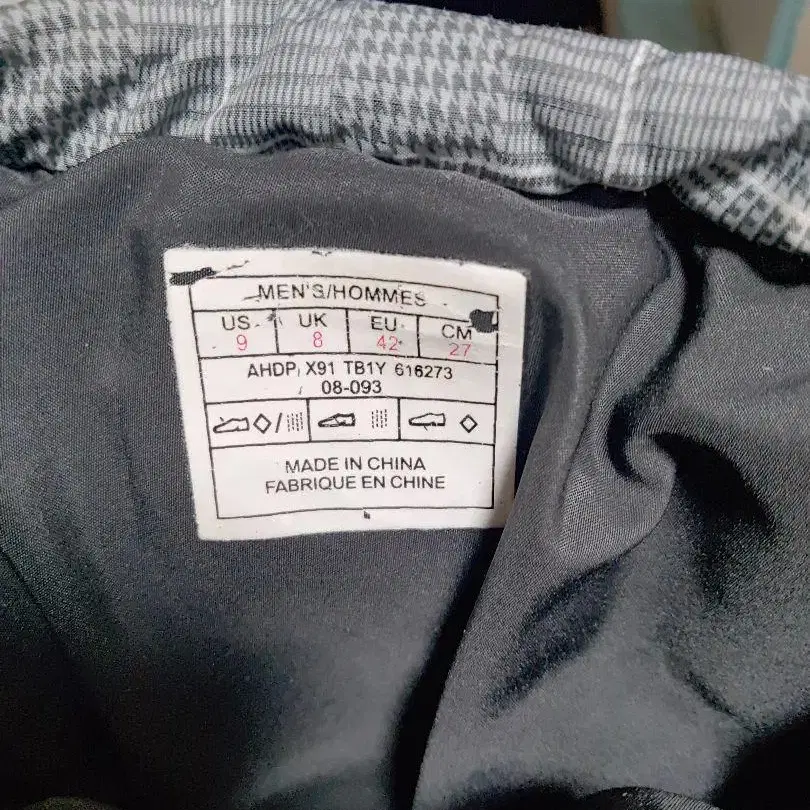 MEN'S/HOMMES
US UK EU CM
9 8 42 27
AHDP X91 TB1Y 616273
08-093
/
MADE IN CHINA
FABRIQUE EN CHINE